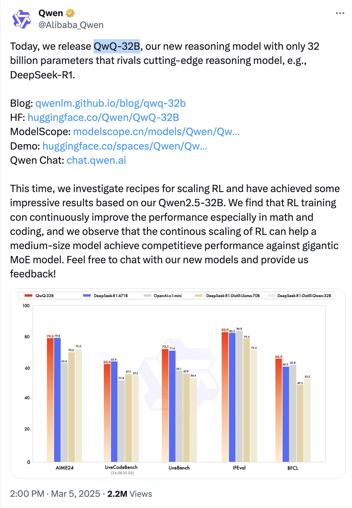 Qwen
@Alibaba_Qwen
Today, we release QwQ-32B, our new reasoning model with only 32
billion parameters that rivals cutting-edge reasoning model, e.g.,
DeepSeek-R1.
Blog: qwenlm.github.io/blog/qwq-32b
HF: huggingface.co/Qwen/QwQ-32B
ModelScope: modelscope.cn/models/Qwen/Qw...
Demo: huggingface.co/spaces/Qwen/Qw...
Qwen Chat: chat.qwen.ai
This time, we investigate recipes for scaling RL and have achieved some
impressive results based on our Qwen2.5-32B. We find that RL training
con continuously improve the performance especially in math and
coding, and we observe that the continous scaling of RL can help a
medium-size model achieve competitieve performance against gigantic
MoE model. Feel free to chat with our new models and provide us
feedback!
QwQ-32B DeepSeek-R1-671B OpenAI-o1-mini DeepSeek-R1-Distill-Llama-70B DeepSeek-R1-Distill-Qwen-32B
100
80
60
40
20
0
AIME24 LiveCodeBench LiveBench IFEval BFCL
2:00 PM · Mar 5, 2025 · 2.2M Views